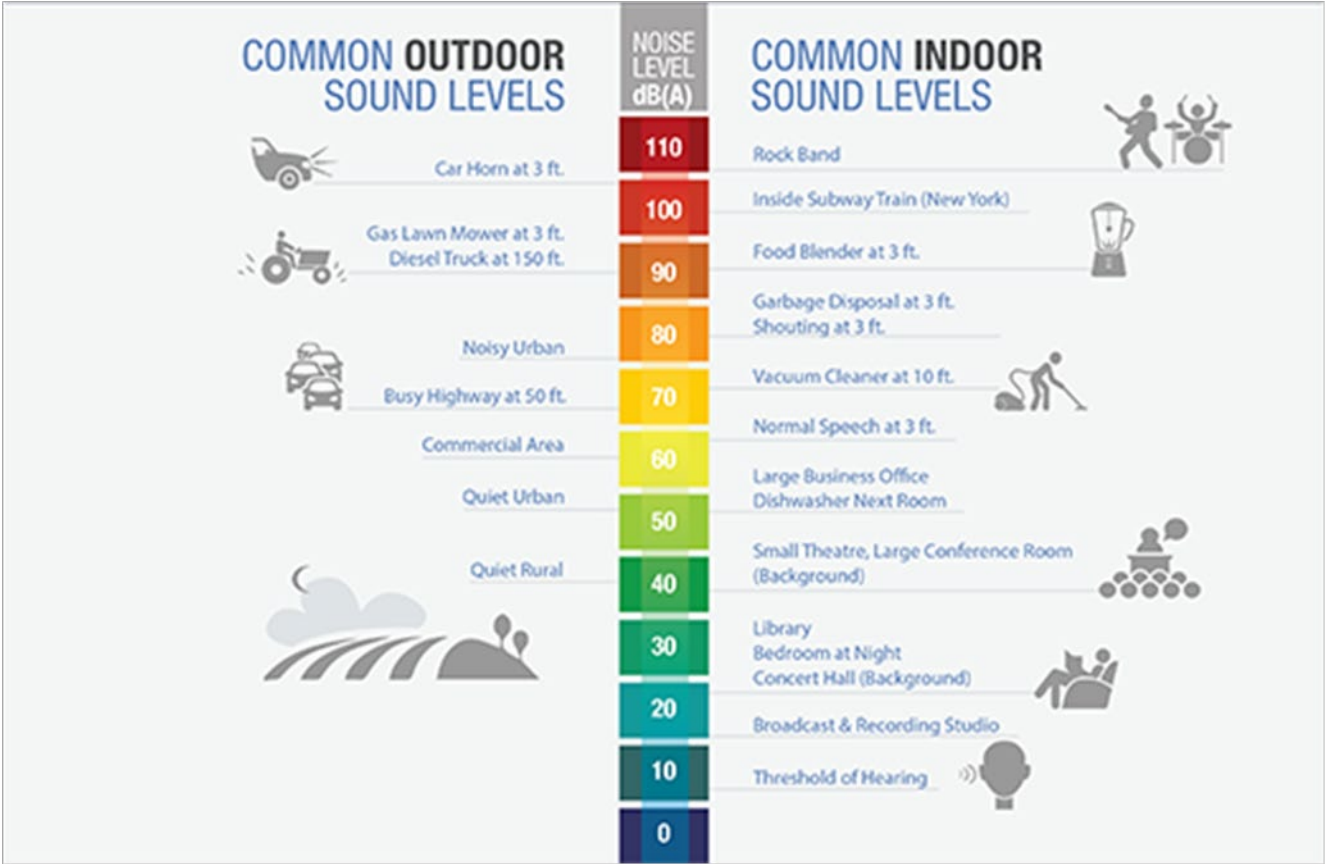 COMMON OUTDOOR
SOUND LEVELS
Car Horn at 3 ft.
Gas Lawn Mower at 3 ft.
Diesel Truck at 150 ft.
Noisy Urban
Busy Highway at 50 ft.
Commercial Area
Quiet Urban
Quiet Rural
NOISE
LEVEL
dB(A)
110
100
90
80
70
60
50
40
30
20
10
0
COMMON INDOOR
SOUND LEVELS
Rock Band
Inside Subway Train (New York)
Food Blender at 3 ft.
Garbage Disposal at 3 ft.
Shouting at 3 ft.
Vacuum Cleaner at 10 ft.
Normal Speech at 3 ft.
Large Business Office
Dishwasher Next Room
Small Theatre, Large Conference Room
(Background)
Library
Bedroom at Night
Concert Hall (Background)
Broadcast & Recording Studio
Threshold of Hearing